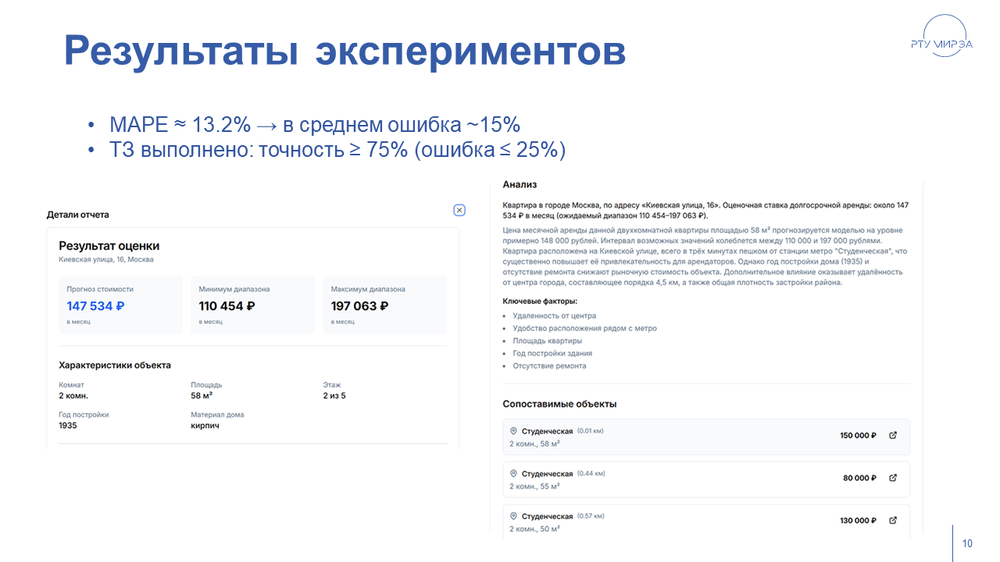 Результаты экспериментов
РТУ МИРЭА
• MAPE ≈ 13.2% → в среднем ошибка ~15%
• ТЗ выполнено: точность ≥ 75% (ошибка ≤ 25%)
Детали отчета
Результат оценки
Киевская улица, 16, Москва
Прогноз стоимости
147 534 ₽
в месяц
Минимум диапазона
110 454 ₽
в месяц
Максимум диапазона
197 063 ₽
в месяц
Характеристики объекта
Комнат
2 комн.
Площадь
58 м²
Этаж
2 из 5
Год постройки
1935
Материал дома
кирпич
Анализ
Квартира в городе Москва, по адресу «Киевская улица, 16». Оценочная ставка долгосрочной аренды: около 147
534 ₽ в месяц (ожидаемый диапазон 110 454–197 063 ₽).
Цена месячной аренды данной двухкомнатной квартиры площадью 58 м² прогнозируется моделью на уровне
примерно 148 000 рублей. Интервал возможных значений колеблется между 110 000 и 197 000 рублями.
Квартира расположена на Киевской улице, всего в трёх минутах пешком от станции метро "Студенческая", что
существенно повышает её привлекательность для арендаторов. Однако год постройки дома (1935) и
отсутствие ремонта снижают рыночную стоимость объекта. Дополнительное влияние оказывает удалённость
от центра города, составляющее порядка 4,5 км, а также общая плотность застройки района.
Ключевые факторы:
• Удаленность от центра
• Удобство расположения рядом с метро
• Площадь квартиры
• Год постройки здания
• Отсутствие ремонта
Сопоставимые объекты
Студенческая (0.01 км)
2 комн., 58 м²
150 000 ₽
Студенческая (0.44 км)
2 комн., 55 м²
80 000 ₽
Студенческая (0.57 км)
2 комн., 50 м²
130 000 ₽
10